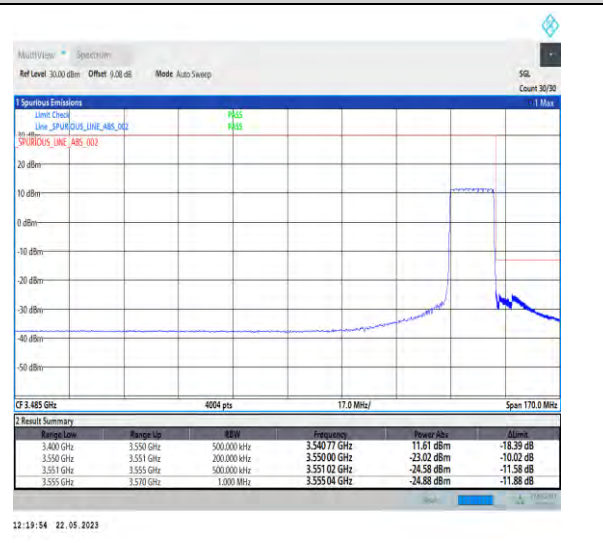 MultiView Spectrum
Ref Level 30.00 dBm Offset 9.08 dB Mode Auto Sweep SGL
Count 30/30
1 Spurious Emissions 1 Max
Limit Check PASS
Line _SPURIOUS_LINE_ABS_002 PASS
_SPURIOUS_LINE_ABS_002
20 dBm
10 dBm
0 dBm
-10 dBm
-20 dBm
-30 dBm
-40 dBm
-50 dBm
CF 3.485 GHz 4004 pts 17.0 MHz/ Span 170.0 MHz
2 Result Summary
Range Low Range Up RBW Frequency Power Abs ΔLimit
3.400 GHz 3.550 GHz 500.000 kHz 3.54077 GHz 11.61 dBm -18.39 dB
3.550 GHz 3.551 GHz 200.000 kHz 3.55000 GHz -23.02 dBm -10.02 dB
3.551 GHz 3.555 GHz 500.000 kHz 3.55102 GHz -24.58 dBm -11.58 dB
3.555 GHz 3.570 GHz 1.000 MHz 3.55504 GHz -24.88 dBm -11.88 dB
12:19:54 22.05.2023